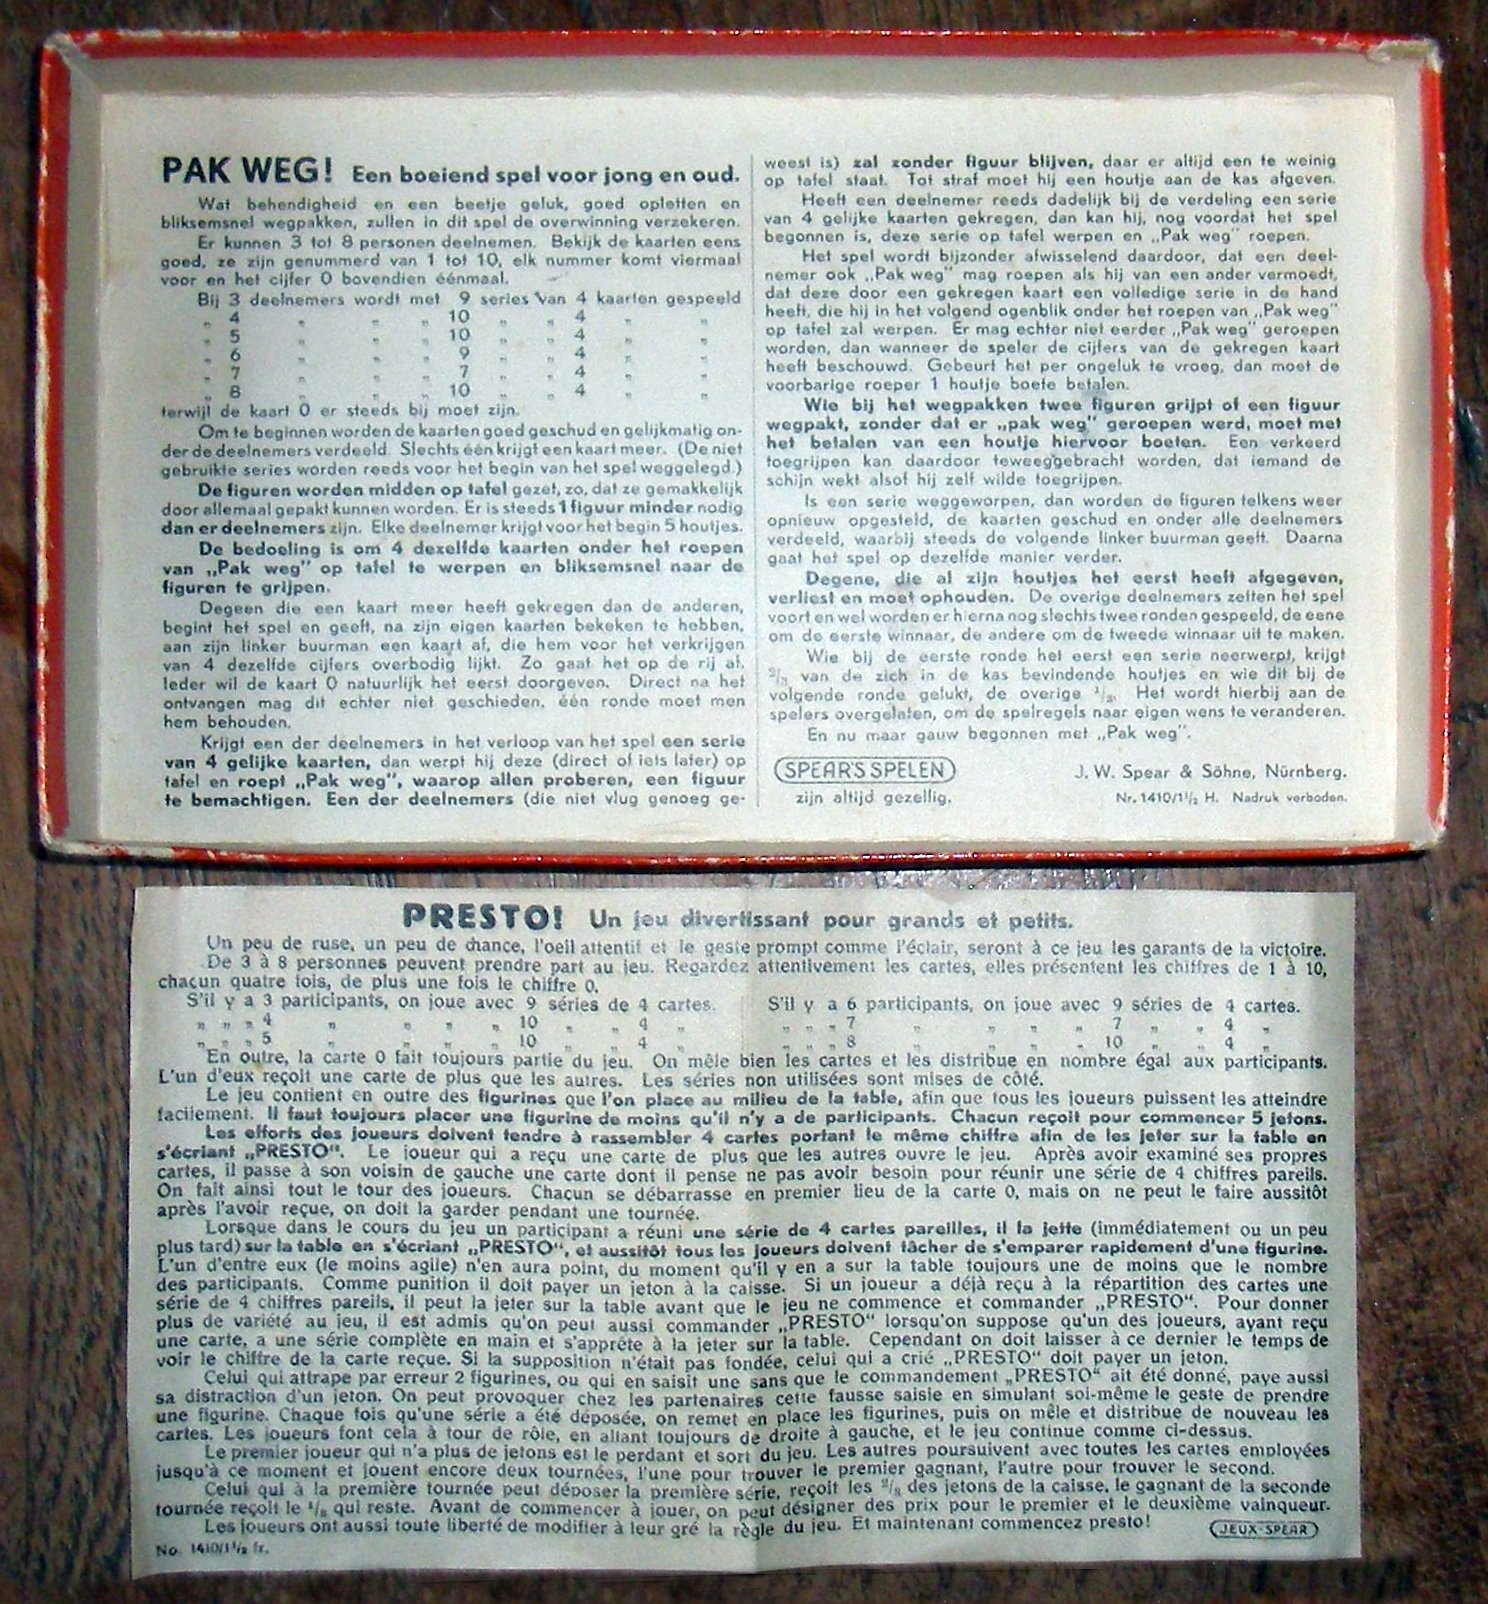 PAK WEG! Een boeiend spel voor jong en oud.
Wat behendigheid en een beetje geluk, goed opletten en
bliksemsnel wegpakken, zullen in dit spel de overwinning verzekeren.
Er kunnen 3 tot 8 personen deelnemen. Bekijk de kaarten eens
goed, ze zijn genummerd van 1 tot 10, elk nummer komt viermaal
voor en het cijfer 0 bovendien éénmaal.
Bij 3 deelnemers wordt met 9 series van 4 kaarten gespeeld
„ 4 „ „ „ 10 „ „ 4 „ „
„ 5 „ „ „ 10 „ „ 4 „ „
„ 6 „ „ „ 9 „ „ 4 „ „
„ 7 „ „ „ 7 „ „ 4 „ „
„ 8 „ „ „ 10 „ „ 4 „ „
terwijl de kaart 0 er steeds bij moet zijn.
Om te beginnen worden de kaarten goed geschud en gelijkmatig on-
der de deelnemers verdeeld. Slechts één krijgt een kaart meer. (De niet
gebruikte series worden reeds voor het begin van het spel weggelegd.)
De figuren worden midden op tafel gezet, zo, dat ze gemakkelijk
door allemaal gepakt kunnen worden. Er is steeds 1 figuur minder nodig
dan er deelnemers zijn. Elke deelnemer krijgt voor het begin 5 houtjes.
De bedoeling is om 4 dezelfde kaarten onder het roepen
van „Pak weg" op tafel te werpen en bliksemsnel naar de
figuren te grijpen.
Degeen die een kaart meer heeft gekregen dan de anderen,
begint het spel en geeft, na zijn eigen kaarten bekeken te hebben,
aan zijn linker buurman een kaart af, die hem voor het verkrijgen
van 4 dezelfde cijfers overbodig lijkt. Zo gaat het op de rij af.
Ieder wil de kaart 0 natuurlijk het eerst doorgeven. Direct na het
ontvangen mag dit echter niet geschieden, één ronde moet men
hem behouden.
Krijgt een der deelnemers in het verloop van het spel een serie
van 4 gelijke kaarten, dan werpt hij deze (direct of iets later) op
tafel en roept „Pak weg", waarop allen proberen, een figuur
te bemachtigen. Een der deelnemers (die niet vlug genoeg ge-
weest is) zal zonder figuur blijven, daar er altijd een te weinig
op tafel staat. Tot straf moet hij een houtje aan de kas afgeven.
Heeft een deelnemer reeds dadelijk bij de verdeling een serie
van 4 gelijke kaarten gekregen, dan kan hij, nog voordat het spel
begonnen is, deze serie op tafel werpen en „Pak weg" roepen.
Het spel wordt bijzonder afwisselend daardoor, dat een deel-
nemer ook „Pak weg" mag roepen als hij van een ander vermoedt,
dat deze door een gekregen kaart een volledige serie in de hand
heeft, die hij in het volgend ogenblik onder het roepen van „Pak weg"
op tafel zal werpen. Er mag echter niet eerder „Pak weg" geroepen
worden, dan wanneer de speler de cijfers van de gekregen kaart
heeft beschouwd. Gebeurt het per ongeluk te vroeg, dan moet de
voorbarige roeper 1 houtje boete betalen.
Wie bij het wegpakken twee figuren grijpt of een figuur
wegpakt, zonder dat er „pak weg" geroepen werd, moet met
het betalen van een houtje hiervoor boeten. Een verkeerd
toegrijpen kan daardoor teweeggebracht worden, dat iemand de
schijn wekt alsof hij zelf wilde toegrijpen.
Is een serie weggeworpen, dan worden de figuren telkens weer
opnieuw opgesteld, de kaarten geschud en onder alle deelnemers
verdeeld, waarbij steeds de volgende linker buurman geeft. Daarna
gaat het spel op dezelfde manier verder.
Degene, die al zijn houtjes het eerst heeft afgegeven,
verliest en moet ophouden. De overige deelnemers zetten het spel
voort en wel worden er hierna nog slechts twee ronden gespeeld, de eene
om de eerste winnaar, de andere om de tweede winnaar uit te maken.
Wie bij de eerste ronde het eerst een serie neerwerpt, krijgt
2/3 van de zich in de kas bevindende houtjes en wie dit bij de
volgende ronde gelukt, de overige 1/3. Het wordt hierbij aan de
spelers overgelaten, om de spelregels naar eigen wens te veranderen.
En nu maar gauw begonnen met „Pak weg".
SPEAR'S SPELEN J. W. Spear & Söhne, Nürnberg.
zijn altijd gezellig. Nr. 1410/1½ H. Nadruk verboden.
PRESTO! Un jeu divertissant pour grands et petits.
Un peu de ruse, un peu de chance, l'oeil attentif et le geste prompt comme l'éclair, seront à ce jeu les garants de la victoire.
De 3 à 8 personnes peuvent prendre part au jeu. Regardez attentivement les cartes, elles présentent les chiffres de 1 à 10,
chacun quatre fois, de plus une fois le chiffre 0.
S'il y a 3 participants, on joue avec 9 séries de 4 cartes. S'il y a 6 participants, on joue avec 9 séries de 4 cartes.
„ „ „ 4 „ „ „ „ 10 „ „ 4 „ „ „ „ 7 „ „ „ „ 7 „ „ 4 „
„ „ „ 5 „ „ „ „ 10 „ „ 4 „ „ „ „ 8 „ „ „ „ 10 „ „ 4 „
En outre, la carte 0 fait toujours partie du jeu. On mêle bien les cartes et les distribue en nombre égal aux participants.
L'un d'eux reçoit une carte de plus que les autres. Les séries non utilisées sont mises de côté.
Le jeu contient en outre des figurines que l'on place au milieu de la table, afin que tous les joueurs puissent les atteindre
facilement. Il faut toujours placer une figurine de moins qu'il n'y a de participants. Chacun reçoit pour commencer 5 jetons.
Les efforts des joueurs doivent tendre à rassembler 4 cartes portant le même chiffre afin de les jeter sur la table en
s'écriant „PRESTO“. Le joueur qui a reçu une carte de plus que les autres ouvre le jeu. Après avoir examiné ses propres
cartes, il passe à son voisin de gauche une carte dont il pense ne pas avoir besoin pour réunir une série de 4 chiffres pareils.
On fait ainsi tout le tour des joueurs. Chacun se débarrasse en premier lieu de la carte 0, mais on ne peut le faire aussitôt
après l'avoir reçue, on doit la garder pendant une tournée.
Lorsque dans le cours du jeu un participant a réuni une série de 4 cartes pareilles, il la jette (immédiatement ou un peu
plus tard) sur la table en s'écriant „PRESTO“, et aussitôt tous les joueurs doivent tâcher de s'emparer rapidement d'une figurine.
L'un d'entre eux (le moins agile) n'en aura point, du moment qu'il y en a sur la table toujours une de moins que le nombre
des participants. Comme punition il doit payer un jeton à la caisse. Si un joueur a déjà reçu à la répartition des cartes une
série de 4 chiffres pareils, il peut la jeter sur la table avant que le jeu ne commence et commander „PRESTO“. Pour donner
plus de variété au jeu, il est admis qu'on peut aussi commander „PRESTO“ lorsqu'on suppose qu'un des joueurs, ayant reçu
une carte, a une série complète en main et s'apprête à la jeter sur la table. Cependant on doit laisser à ce dernier le temps de
voir le chiffre de la carte reçue. Si la supposition n'était pas fondée, celui qui a crié „PRESTO“ doit payer un jeton.
Celui qui attrape par erreur 2 figurines, ou qui en saisit une sans que le commandement „PRESTO“ ait été donné, paye aussi
sa distraction d'un jeton. On peut provoquer chez les partenaires cette fausse saisie en simulant soi-même le geste de prendre
une figurine. Chaque fois qu'une série a été déposée, on remet en place les figurines, puis on mêle et distribue de nouveau les
cartes. Les joueurs font cela à tour de rôle, en allant toujours de droite à gauche, et le jeu continue comme ci-dessus.
Le premier joueur qui n'a plus de jetons est le perdant et sort du jeu. Les autres poursuivent avec toutes les cartes employées
jusqu'à ce moment et jouent encore deux tournées, l'une pour trouver le premier gagnant, l'autre pour trouver le second.
Celui qui à la première tournée peut déposer la première série, reçoit les 2/3 des jetons de la caisse, le gagnant de la seconde
tournée reçoit le 1/3 qui reste. Avant de commencer à jouer, on peut désigner des prix pour le premier et le deuxième vainqueur.
Les joueurs ont aussi toute liberté de modifier à leur gré la règle du jeu. Et maintenant commencez presto! JEUX-SPEAR
No. 1410/1½ fr.